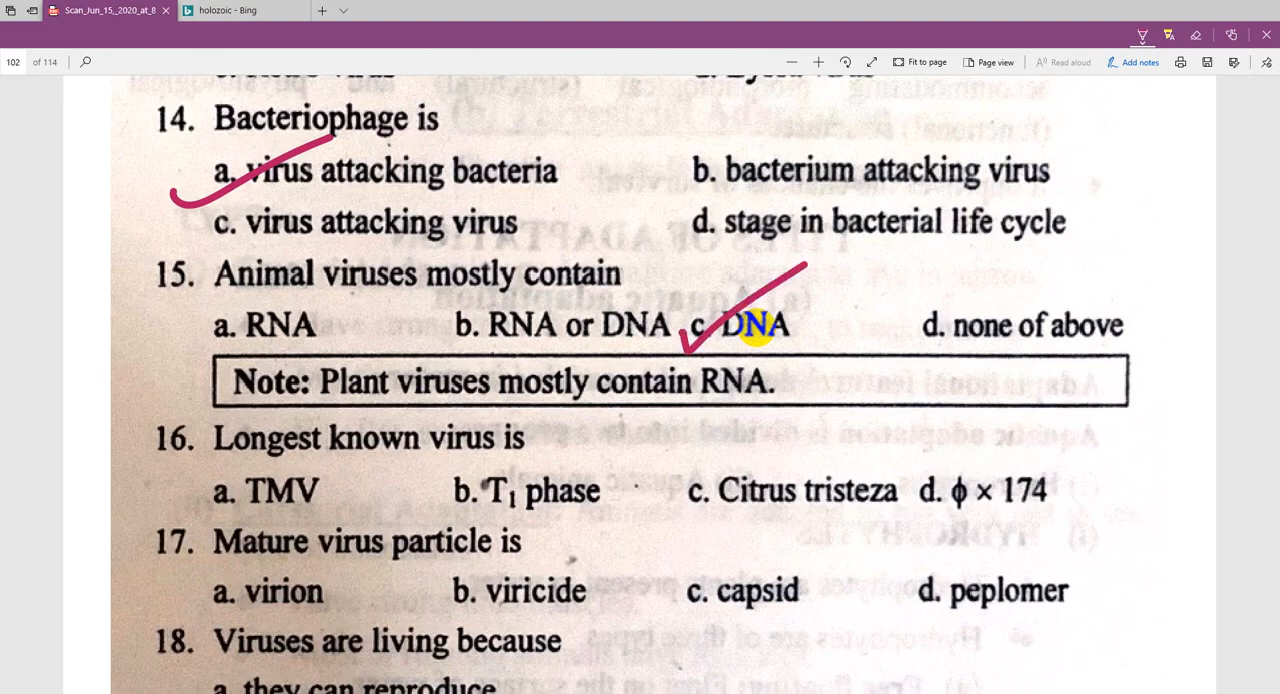 Scan_Jun_15,_2020_at_8
holozoic - Bing
102 of 114
Fit to page
Page view
Read aloud
Add notes
14. Bacteriophage is
a. virus attacking bacteria b. bacterium attacking virus
c. virus attacking virus d. stage in bacterial life cycle
15. Animal viruses mostly contain
a. RNA b. RNA or DNA c. DNA d. none of above
Note: Plant viruses mostly contain RNA.
16. Longest known virus is
a. TMV b. T₁ phase c. Citrus tristeza d. ϕ × 174
17. Mature virus particle is
a. virion b. viricide c. capsid d. peplomer
18. Viruses are living because
a. they can reproduce